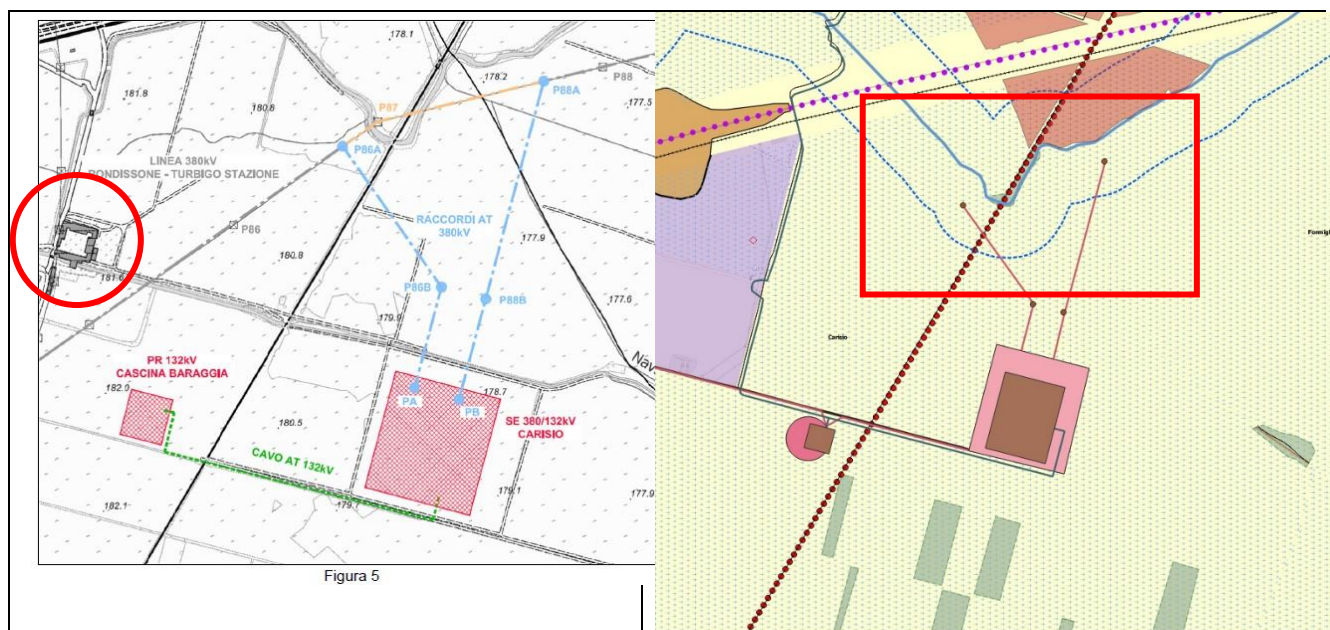 178.1
178.2
P88
P88A
181.8
180.8
P87
177.5
P86A
LINEA 380kV
RONDISSONE - TURBIGO STAZIONE
RACCORDI AT
380kV
P86
177.9
180.8
181.6
P86B
P88B
177.6
179.9
PR 132kV
CASCINA BARAGGIA
182.0
178.7
PA
PB
SE 380/132kV
CARISIO
180.5
CAVO AT 132kV
179.1
177.9
182.1
Figura 5
Formigl
Carisio